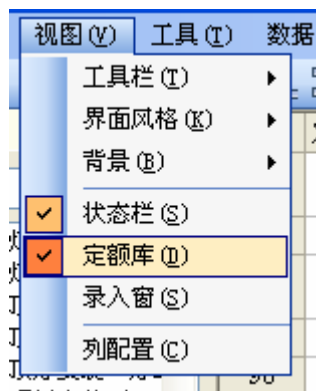 视图(V) 工具(T) 数据
工具栏(T)
界面风格(K)
背景(B)
状态栏(S)
定额库(D)
录入窗(S)
列配置(C)